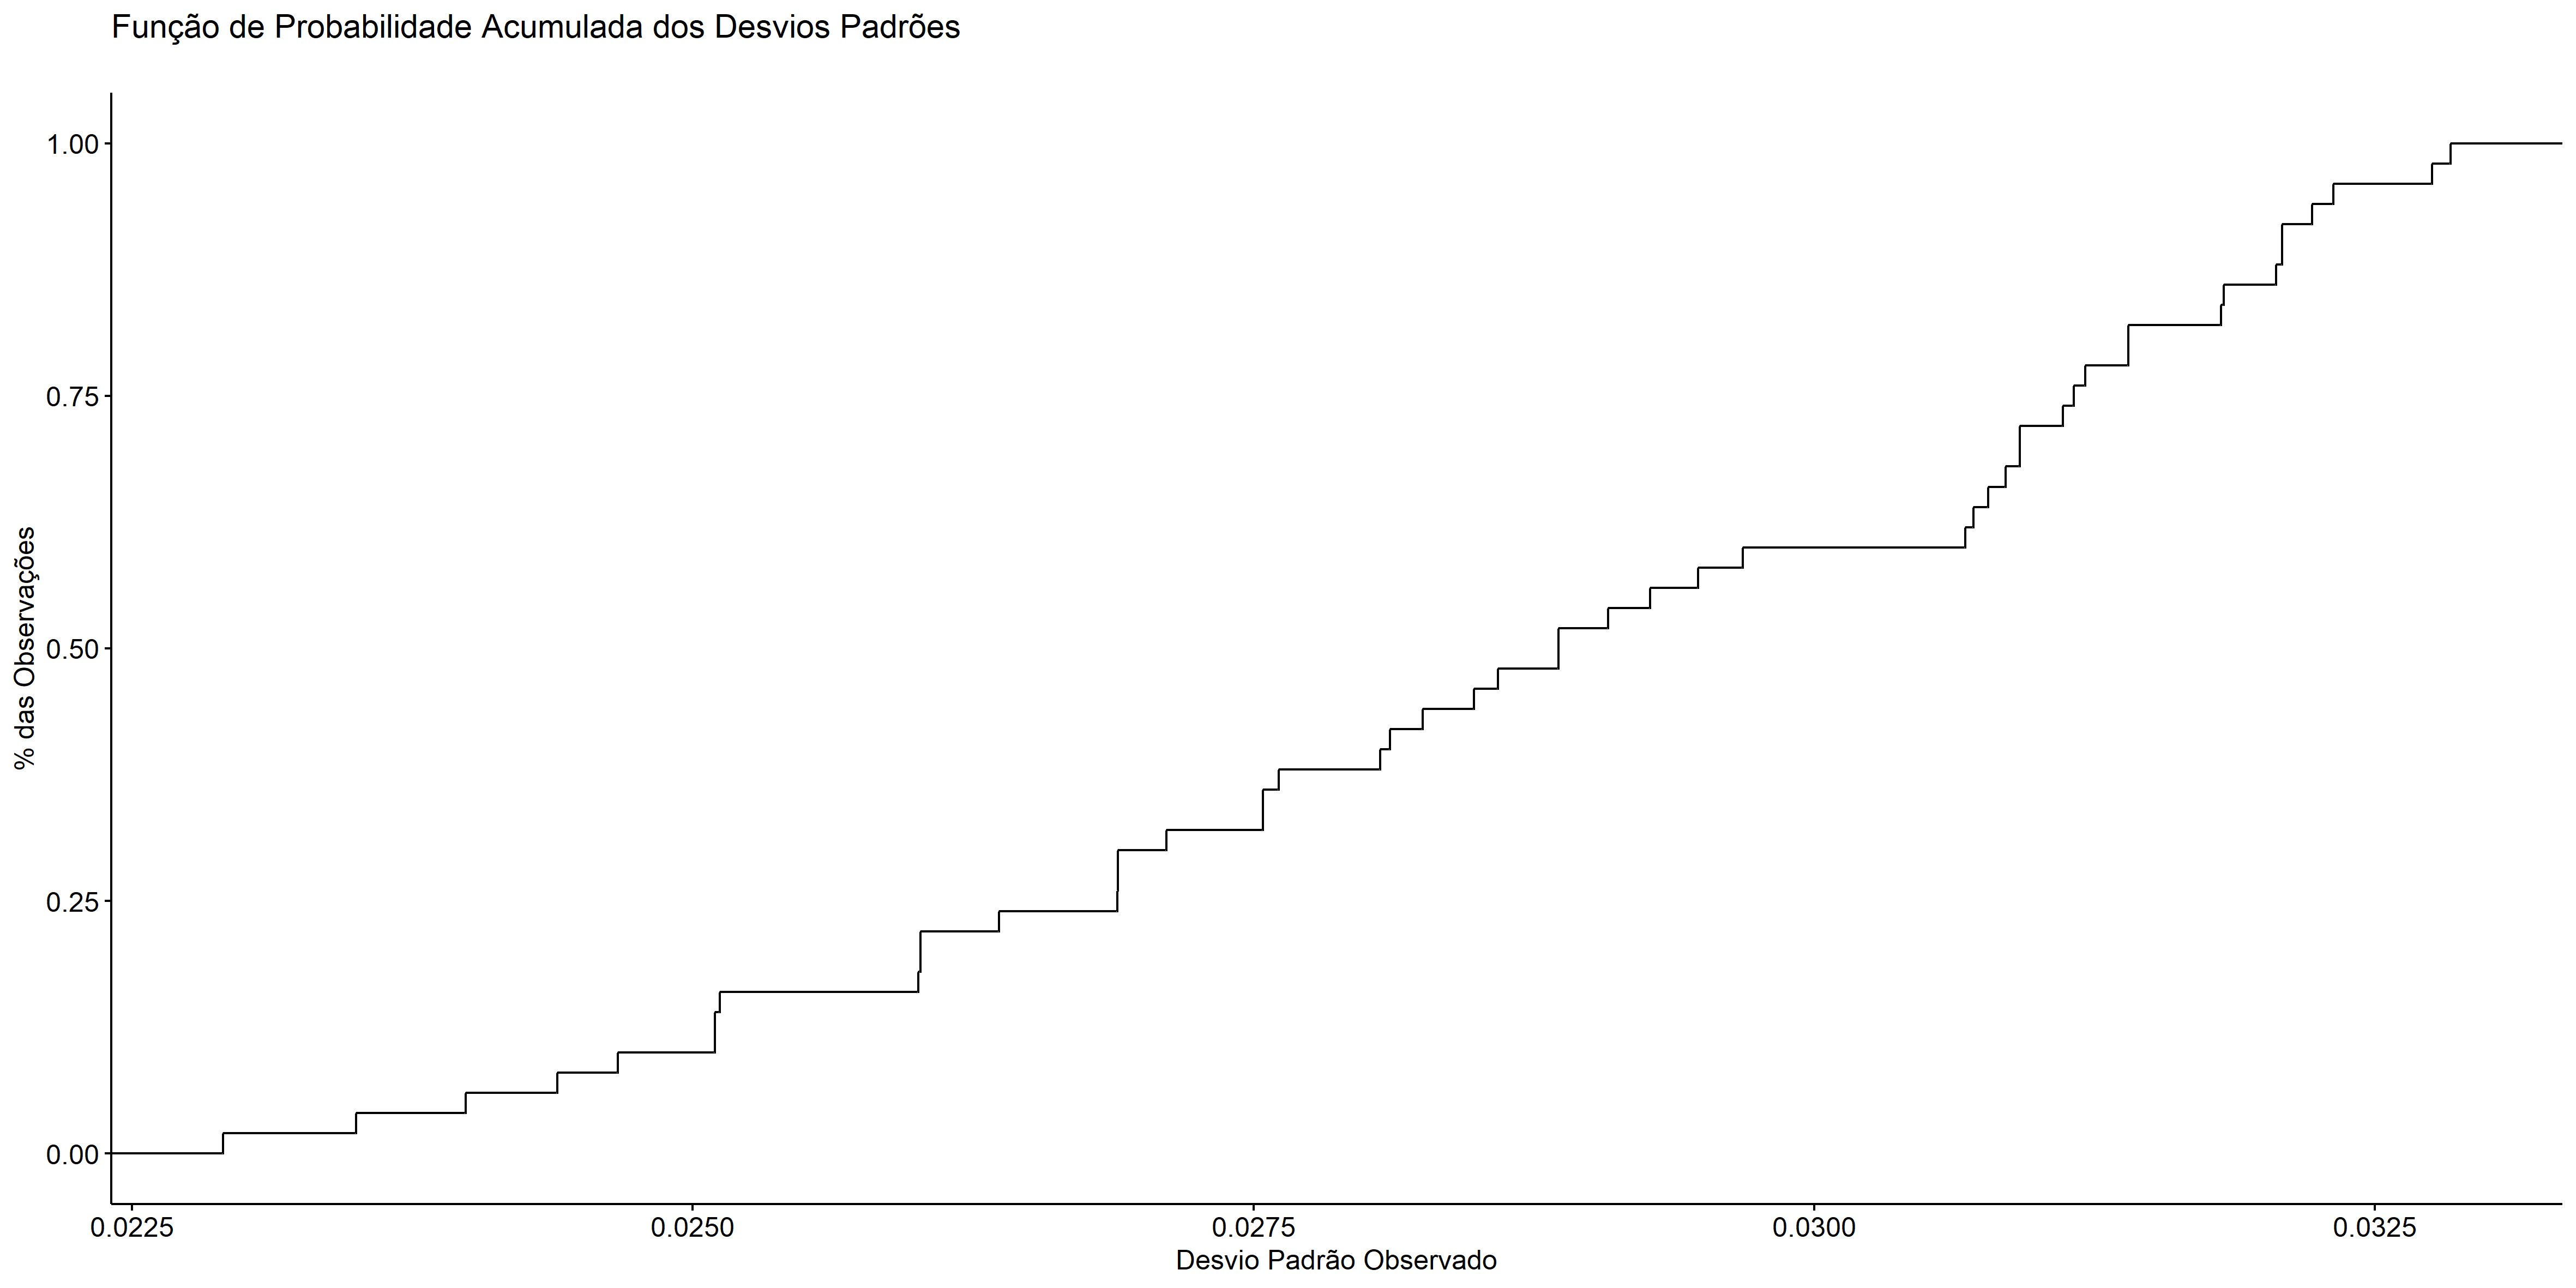 Função de Probabilidade Acumulada dos Desvios Padrões
1.00
0.75
0.50
0.25
0.00
% das Observações
0.0225 0.0250 0.0275 0.0300 0.0325
Desvio Padrão Observado